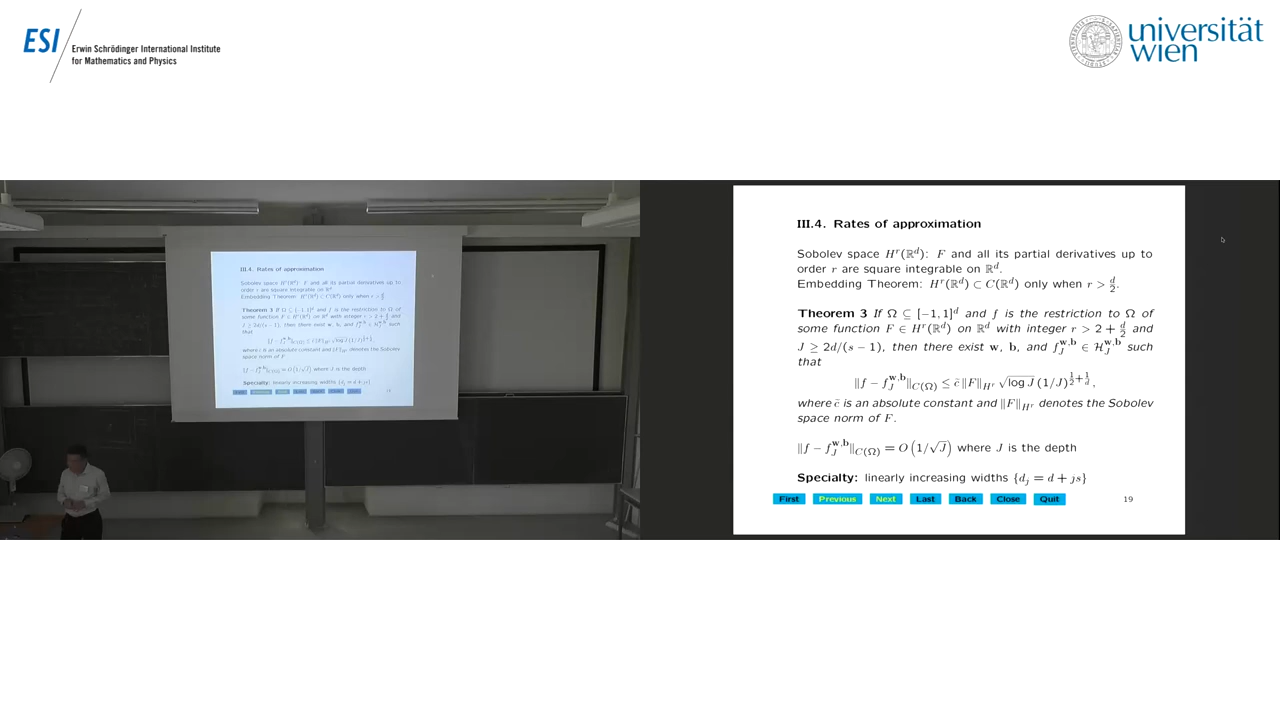 ESI
Erwin Schrödinger International Institute
for Mathematics and Physics
universität
wien
III.4. Rates of approximation
Sobolev space H^r(ℝ^d): F and all its partial derivatives up to
order r are square integrable on ℝ^d.
Embedding Theorem: H^r(ℝ^d) ⊂ C(ℝ^d) only when r > d/2.
Theorem 3 If Ω ⊆ [−1, 1]^d and f is the restriction to Ω of
some function F ∈ H^r(ℝ^d) on ℝ^d with integer r > 2 + d/2 and
J ≥ 2d/(s − 1), then there exist w, b, and f_J^{w,b} ∈ H_J^{w,b} such
that
‖f − f_J^{w,b}‖_{C(Ω)} ≤ c̄ ‖F‖_{H^r} √log J (1/J)^{1/2+1/d},
where c̄ is an absolute constant and ‖F‖_{H^r} denotes the Sobolev
space norm of F.
‖f − f_J^{w,b}‖_{C(Ω)} = O (1/√J) where J is the depth
Specialty: linearly increasing widths {d_j = d + js}
First Previous Next Last Back Close Quit 19